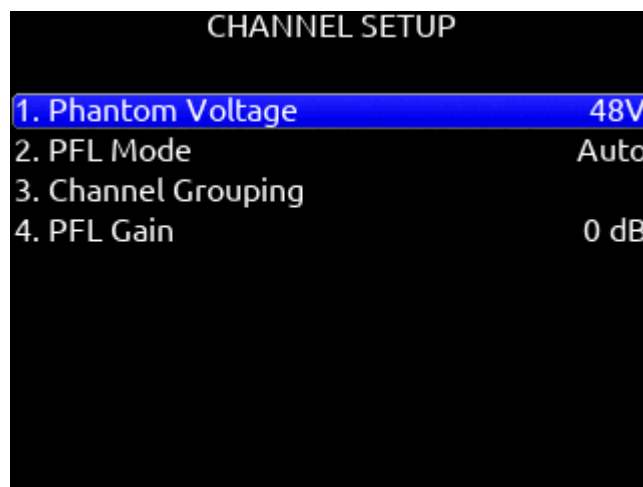 CHANNEL SETUP
1. Phantom Voltage 48V
2. PFL Mode Auto
3. Channel Grouping
4. PFL Gain 0 dB